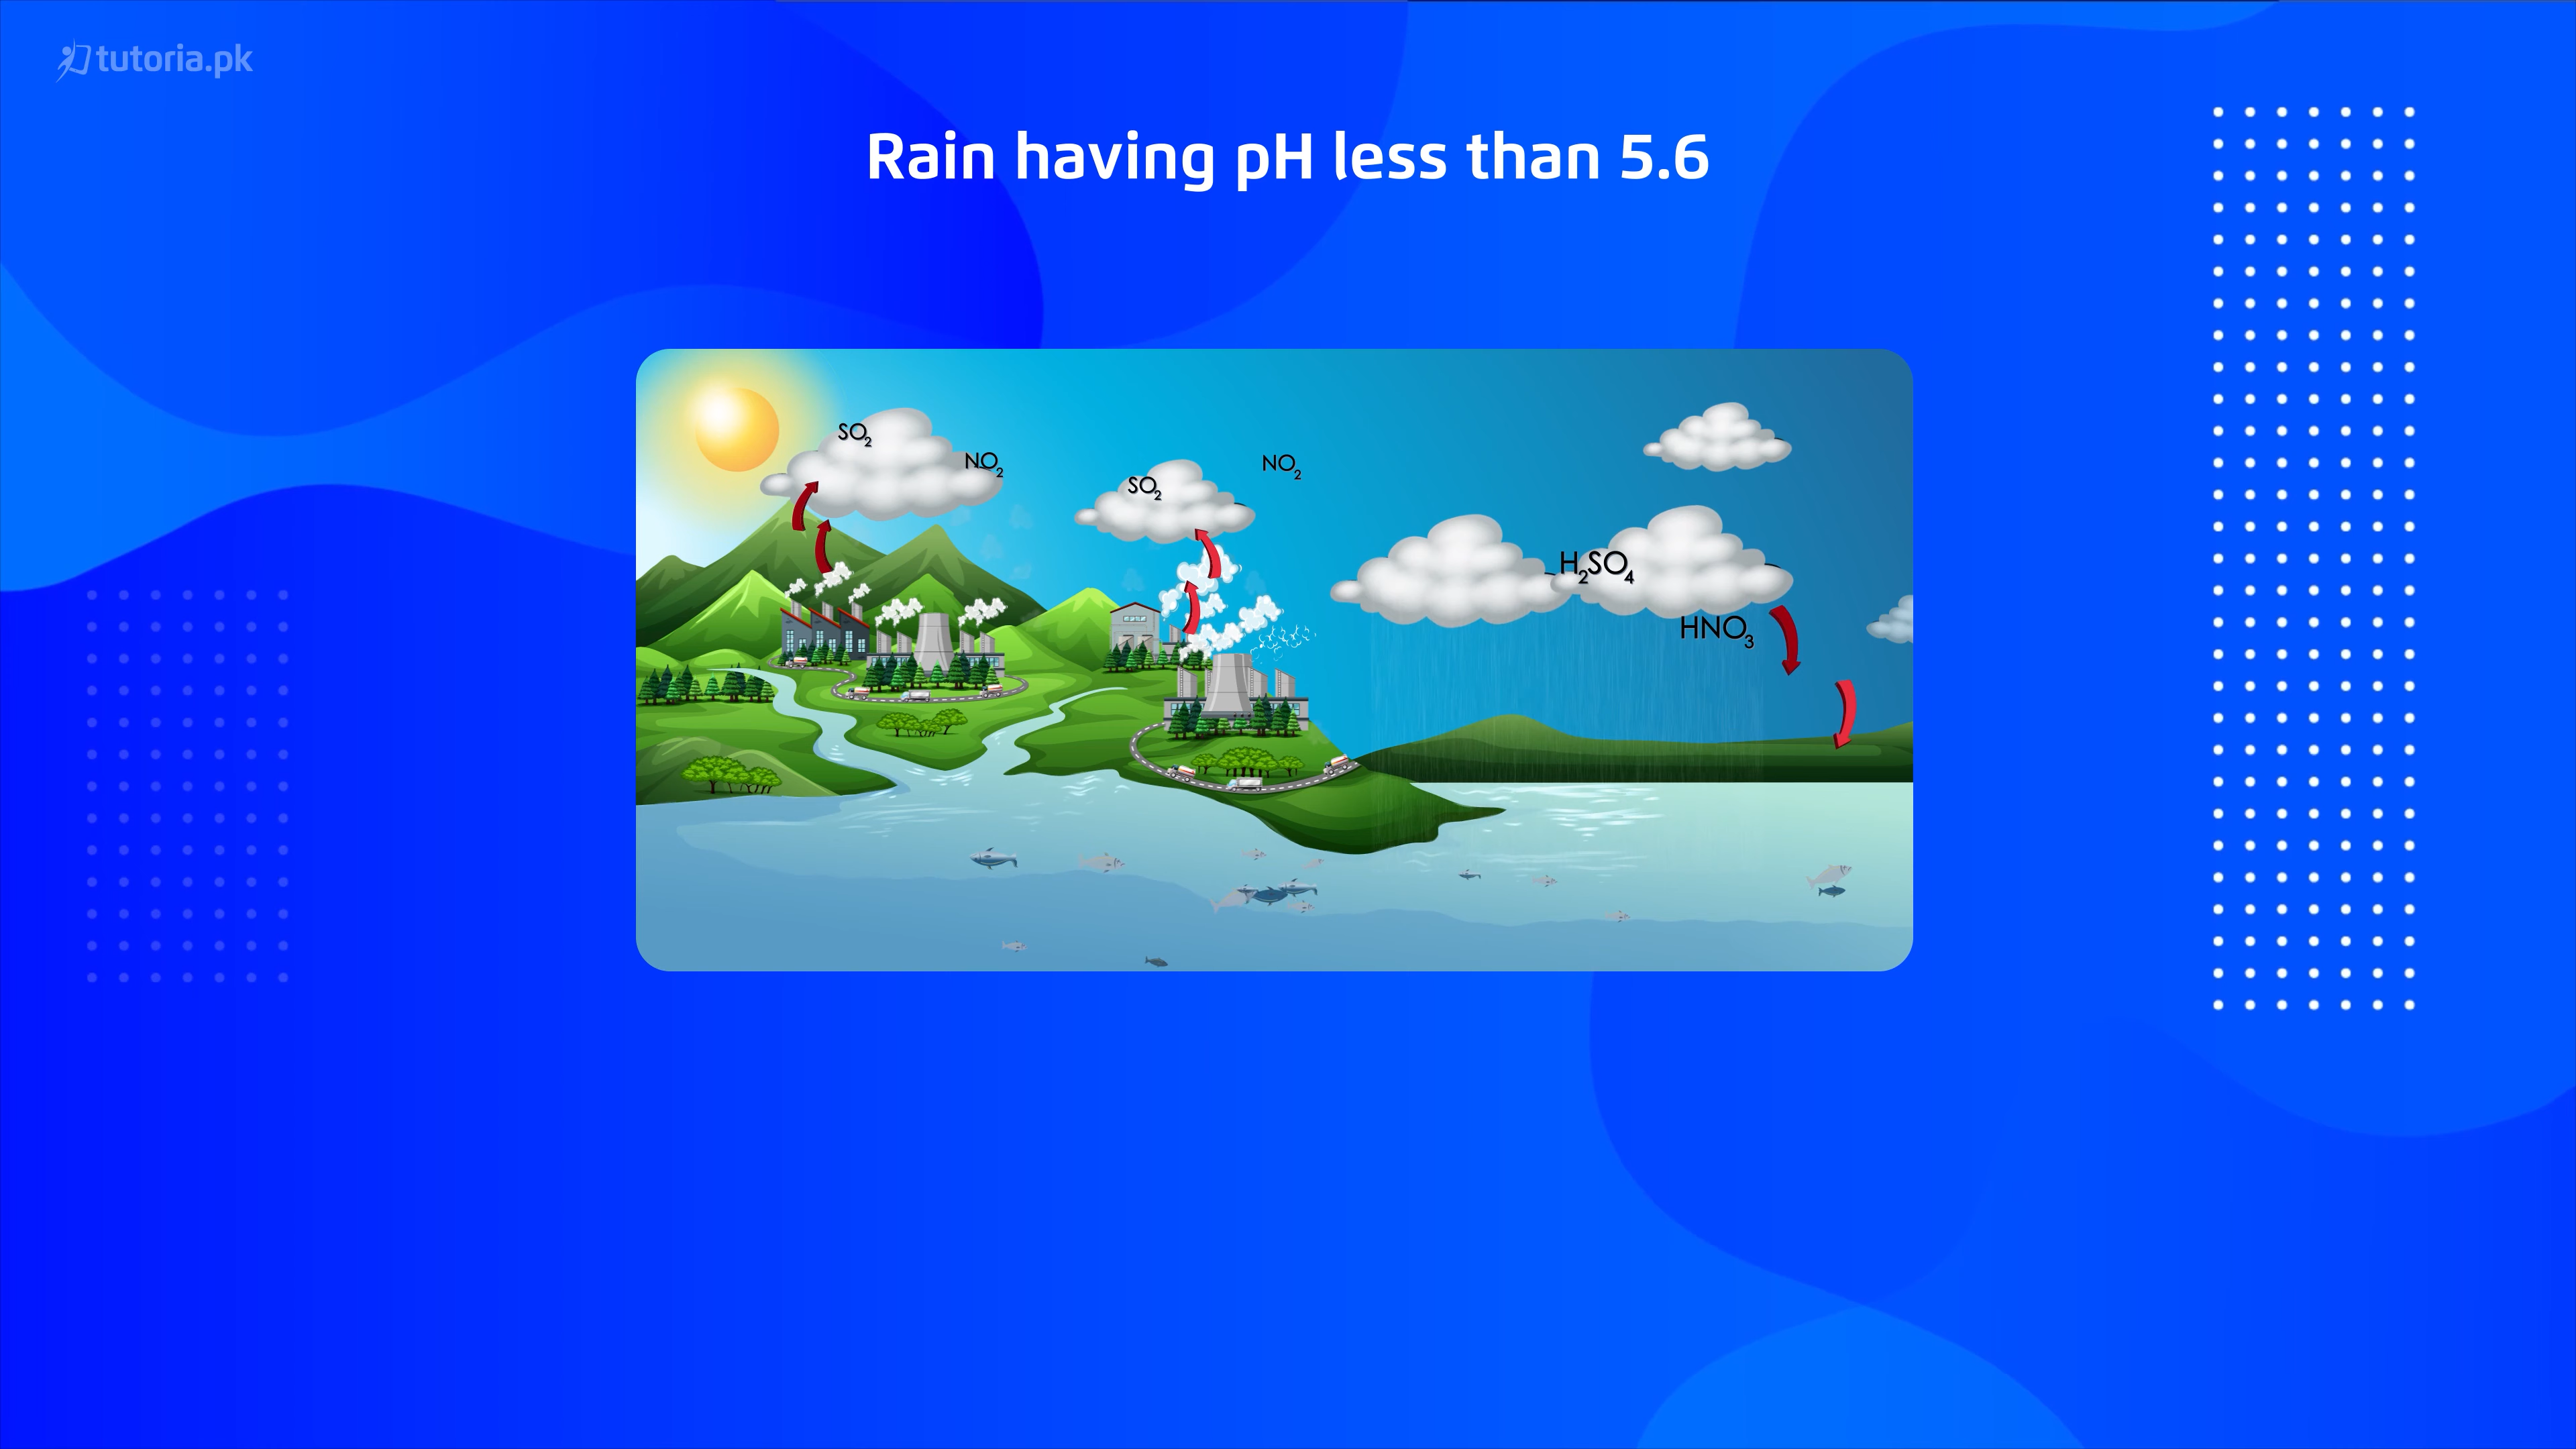 tutoria.pk
Rain having pH less than 5.6
SO2
NO2
SO2
NO2
H2SO4
HNO3